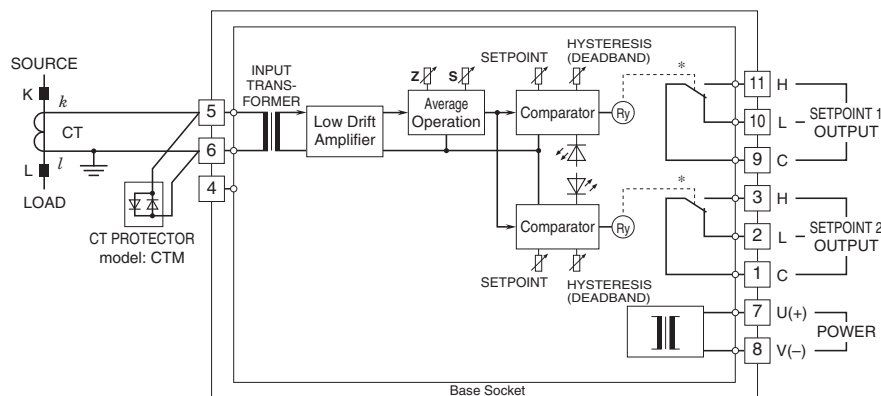 SOURCE
K
k
CT
L
l
LOAD
CT PROTECTOR
model: CTM
5
6
4
INPUT
TRANS-
FORMER
Low Drift
Amplifier
Z
S
Average
Operation
SETPOINT
HYSTERESIS
(DEADBAND)
Comparator
Ry
*
11
H
10
L
9
C
SETPOINT 1
OUTPUT
Comparator
Ry
*
SETPOINT
HYSTERESIS
(DEADBAND)
3
H
2
L
1
C
SETPOINT 2
OUTPUT
7
U(+)
8
V(–)
POWER
Base Socket